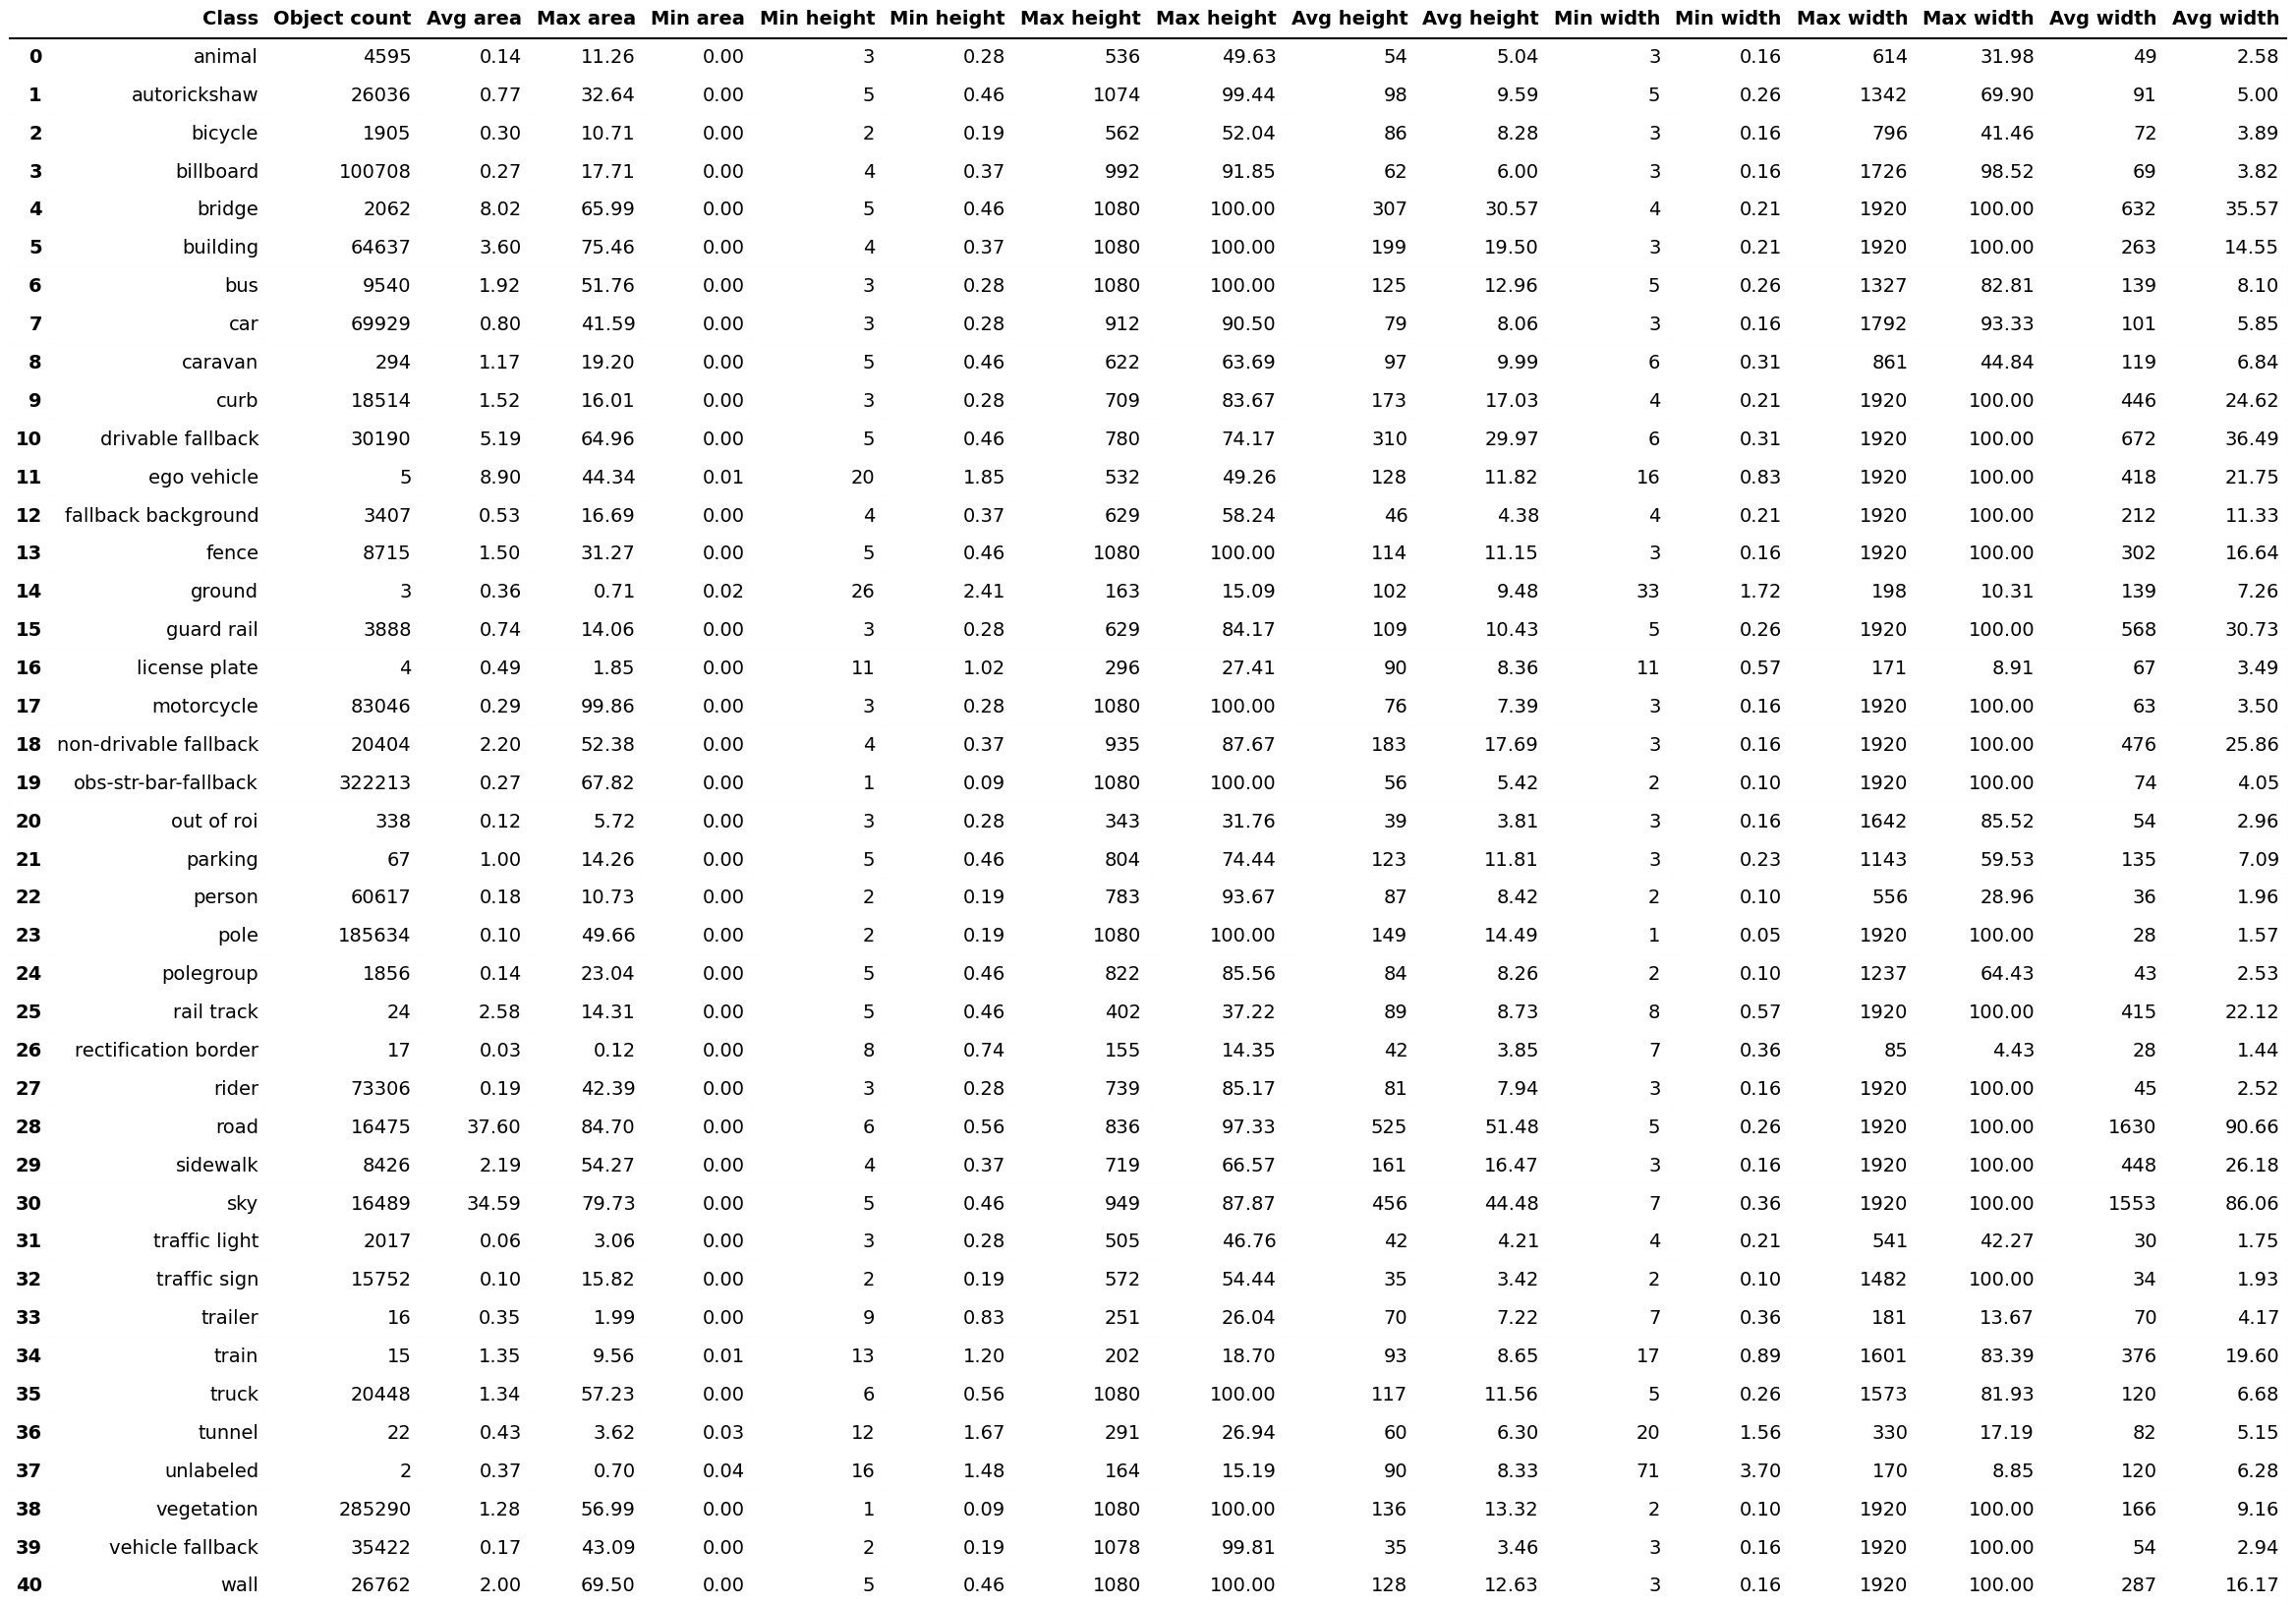 Class Object count Avg area Max area Min area Min height Min height Max height Max height Avg height Avg height Min width Min width Max width Max width Avg width Avg width
0 animal 4595 0.14 11.26 0.00 3 0.28 536 49.63 54 5.04 3 0.16 614 31.98 49 2.58
1 autorickshaw 26036 0.77 32.64 0.00 5 0.46 1074 99.44 98 9.59 5 0.26 1342 69.90 91 5.00
2 bicycle 1905 0.30 10.71 0.00 2 0.19 562 52.04 86 8.28 3 0.16 796 41.46 72 3.89
3 billboard 100708 0.27 17.71 0.00 4 0.37 992 91.85 62 6.00 3 0.16 1726 98.52 69 3.82
4 bridge 2062 8.02 65.99 0.00 5 0.46 1080 100.00 307 30.57 4 0.21 1920 100.00 632 35.57
5 building 64637 3.60 75.46 0.00 4 0.37 1080 100.00 199 19.50 3 0.21 1920 100.00 263 14.55
6 bus 9540 1.92 51.76 0.00 3 0.28 1080 100.00 125 12.96 5 0.26 1327 82.81 139 8.10
7 car 69929 0.80 41.59 0.00 3 0.28 912 90.50 79 8.06 3 0.16 1792 93.33 101 5.85
8 caravan 294 1.17 19.20 0.00 5 0.46 622 63.69 97 9.99 6 0.31 861 44.84 119 6.84
9 curb 18514 1.52 16.01 0.00 3 0.28 709 83.67 173 17.03 4 0.21 1920 100.00 446 24.62
10 drivable fallback 30190 5.19 64.96 0.00 5 0.46 780 74.17 310 29.97 6 0.31 1920 100.00 672 36.49
11 ego vehicle 5 8.90 44.34 0.01 20 1.85 532 49.26 128 11.82 16 0.83 1920 100.00 418 21.75
12 fallback background 3407 0.53 16.69 0.00 4 0.37 629 58.24 46 4.38 4 0.21 1920 100.00 212 11.33
13 fence 8715 1.50 31.27 0.00 5 0.46 1080 100.00 114 11.15 3 0.16 1920 100.00 302 16.64
14 ground 3 0.36 0.71 0.02 26 2.41 163 15.09 102 9.48 33 1.72 198 10.31 139 7.26
15 guard rail 3888 0.74 14.06 0.00 3 0.28 629 84.17 109 10.43 5 0.26 1920 100.00 568 30.73
16 license plate 4 0.49 1.85 0.00 11 1.02 296 27.41 90 8.36 11 0.57 171 8.91 67 3.49
17 motorcycle 83046 0.29 99.86 0.00 3 0.28 1080 100.00 76 7.39 3 0.16 1920 100.00 63 3.50
18 non-drivable fallback 20404 2.20 52.38 0.00 4 0.37 935 87.67 183 17.69 3 0.16 1920 100.00 476 25.86
19 obs-str-bar-fallback 322213 0.27 67.82 0.00 1 0.09 1080 100.00 56 5.42 2 0.10 1920 100.00 74 4.05
20 out of roi 338 0.12 5.72 0.00 3 0.28 343 31.76 39 3.81 3 0.16 1642 85.52 54 2.96
21 parking 67 1.00 14.26 0.00 5 0.46 804 74.44 123 11.81 3 0.23 1143 59.53 135 7.09
22 person 60617 0.18 10.73 0.00 2 0.19 783 93.67 87 8.42 2 0.10 556 28.96 36 1.96
23 pole 185634 0.10 49.66 0.00 2 0.19 1080 100.00 149 14.49 1 0.05 1920 100.00 28 1.57
24 polegroup 1856 0.14 23.04 0.00 5 0.46 822 85.56 84 8.26 2 0.10 1237 64.43 43 2.53
25 rail track 24 2.58 14.31 0.00 5 0.46 402 37.22 89 8.73 8 0.57 1920 100.00 415 22.12
26 rectification border 17 0.03 0.12 0.00 8 0.74 155 14.35 42 3.85 7 0.36 85 4.43 28 1.44
27 rider 73306 0.19 42.39 0.00 3 0.28 739 85.17 81 7.94 3 0.16 1920 100.00 45 2.52
28 road 16475 37.60 84.70 0.00 6 0.56 836 97.33 525 51.48 5 0.26 1920 100.00 1630 90.66
29 sidewalk 8426 2.19 54.27 0.00 4 0.37 719 66.57 161 16.47 3 0.16 1920 100.00 448 26.18
30 sky 16489 34.59 79.73 0.00 5 0.46 949 87.87 456 44.48 7 0.36 1920 100.00 1553 86.06
31 traffic light 2017 0.06 3.06 0.00 3 0.28 505 46.76 42 4.21 4 0.21 541 42.27 30 1.75
32 traffic sign 15752 0.10 15.82 0.00 2 0.19 572 54.44 35 3.42 2 0.10 1482 100.00 34 1.93
33 trailer 16 0.35 1.99 0.00 9 0.83 251 26.04 70 7.22 7 0.36 181 13.67 70 4.17
34 train 15 1.35 9.56 0.01 13 1.20 202 18.70 93 8.65 17 0.89 1601 83.39 376 19.60
35 truck 20448 1.34 57.23 0.00 6 0.56 1080 100.00 117 11.56 5 0.26 1573 81.93 120 6.68
36 tunnel 22 0.43 3.62 0.03 12 1.67 291 26.94 60 6.30 20 1.56 330 17.19 82 5.15
37 unlabeled 2 0.37 0.70 0.04 16 1.48 164 15.19 90 8.33 71 3.70 170 8.85 120 6.28
38 vegetation 285290 1.28 56.99 0.00 1 0.09 1080 100.00 136 13.32 2 0.10 1920 100.00 166 9.16
39 vehicle fallback 35422 0.17 43.09 0.00 2 0.19 1078 99.81 35 3.46 3 0.16 1920 100.00 54 2.94
40 wall 26762 2.00 69.50 0.00 5 0.46 1080 100.00 128 12.63 3 0.16 1920 100.00 287 16.17